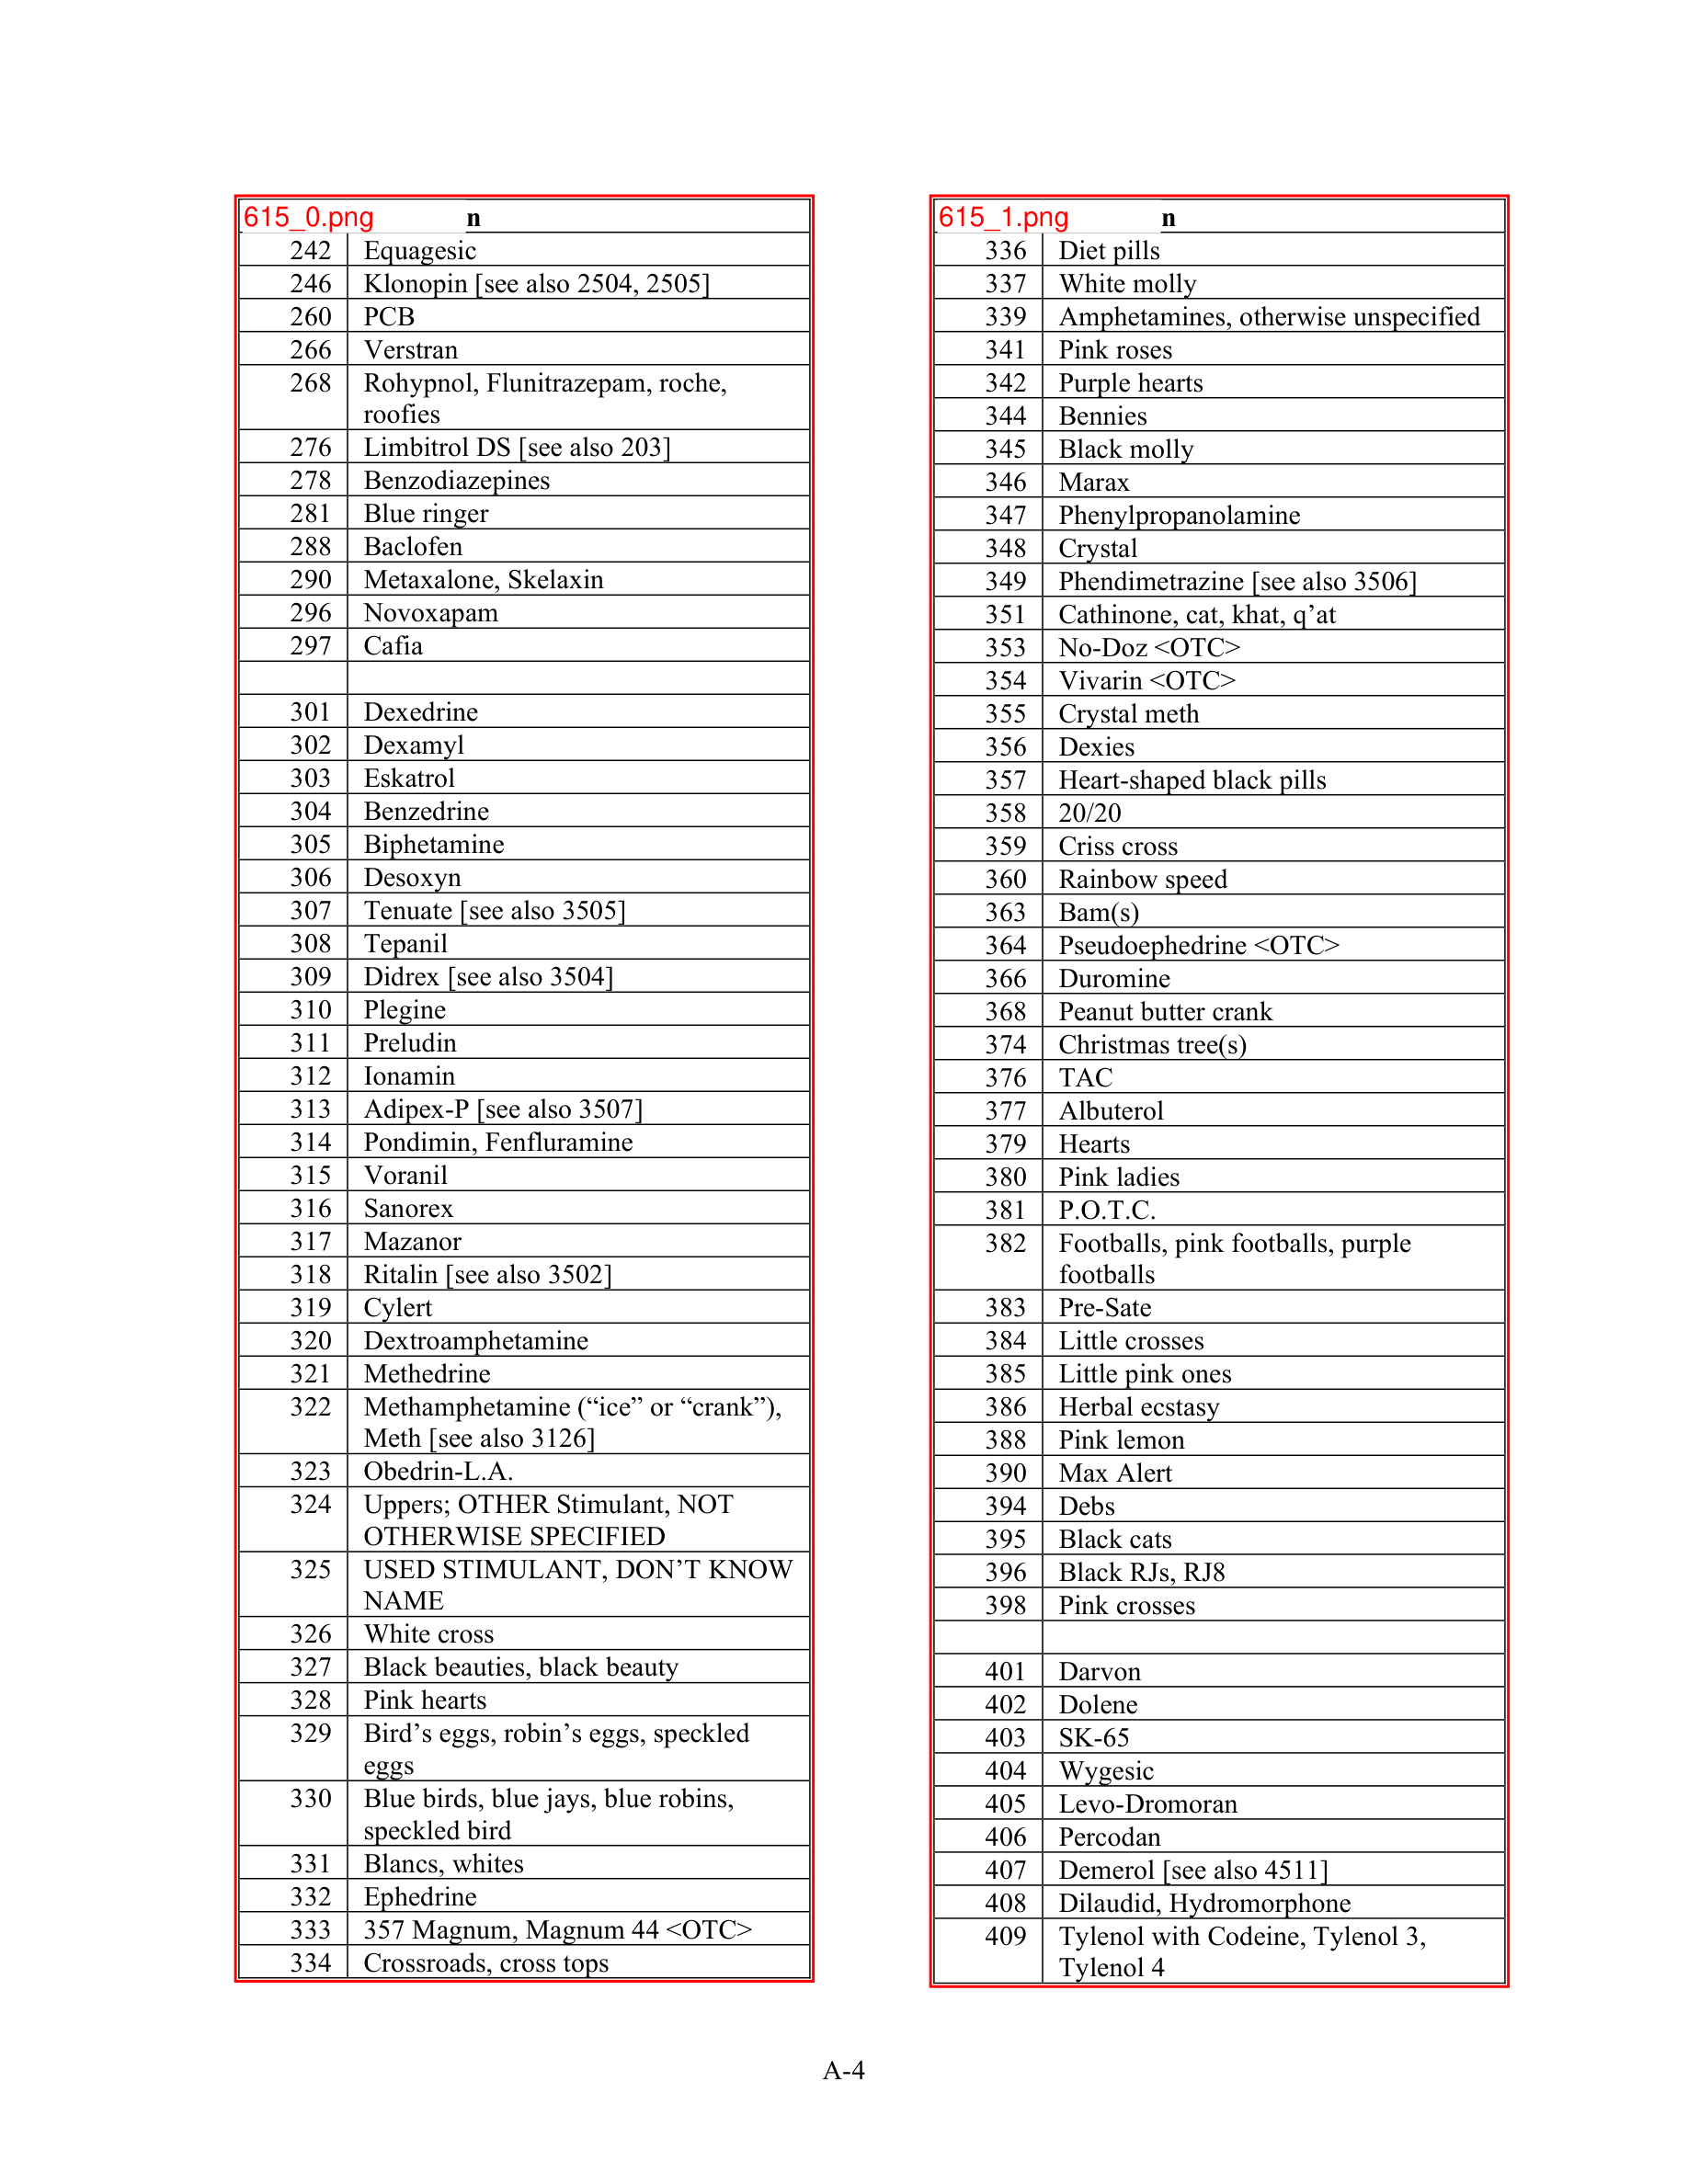 615_0.png n
242 Equagesic
246 Klonopin [see also 2504, 2505]
260 PCB
266 Verstran
268 Rohypnol, Flunitrazepam, roche,
roofies
276 Limbitrol DS [see also 203]
278 Benzodiazepines
281 Blue ringer
288 Baclofen
290 Metaxalone, Skelaxin
296 Novoxapam
297 Cafia
301 Dexedrine
302 Dexamyl
303 Eskatrol
304 Benzedrine
305 Biphetamine
306 Desoxyn
307 Tenuate [see also 3505]
308 Tepanil
309 Didrex [see also 3504]
310 Plegine
311 Preludin
312 Ionamin
313 Adipex-P [see also 3507]
314 Pondimin, Fenfluramine
315 Voranil
316 Sanorex
317 Mazanor
318 Ritalin [see also 3502]
319 Cylert
320 Dextroamphetamine
321 Methedrine
322 Methamphetamine (“ice” or “crank”),
Meth [see also 3126]
323 Obedrin-L.A.
324 Uppers; OTHER Stimulant, NOT
OTHERWISE SPECIFIED
325 USED STIMULANT, DON’T KNOW
NAME
326 White cross
327 Black beauties, black beauty
328 Pink hearts
329 Bird’s eggs, robin’s eggs, speckled
eggs
330 Blue birds, blue jays, blue robins,
speckled bird
331 Blancs, whites
332 Ephedrine
333 357 Magnum, Magnum 44 <OTC>
334 Crossroads, cross tops
615_1.png n
336 Diet pills
337 White molly
339 Amphetamines, otherwise unspecified
341 Pink roses
342 Purple hearts
344 Bennies
345 Black molly
346 Marax
347 Phenylpropanolamine
348 Crystal
349 Phendimetrazine [see also 3506]
351 Cathinone, cat, khat, q’at
353 No-Doz <OTC>
354 Vivarin <OTC>
355 Crystal meth
356 Dexies
357 Heart-shaped black pills
358 20/20
359 Criss cross
360 Rainbow speed
363 Bam(s)
364 Pseudoephedrine <OTC>
366 Duromine
368 Peanut butter crank
374 Christmas tree(s)
376 TAC
377 Albuterol
379 Hearts
380 Pink ladies
381 P.O.T.C.
382 Footballs, pink footballs, purple
footballs
383 Pre-Sate
384 Little crosses
385 Little pink ones
386 Herbal ecstasy
388 Pink lemon
390 Max Alert
394 Debs
395 Black cats
396 Black RJs, RJ8
398 Pink crosses
401 Darvon
402 Dolene
403 SK-65
404 Wygesic
405 Levo-Dromoran
406 Percodan
407 Demerol [see also 4511]
408 Dilaudid, Hydromorphone
409 Tylenol with Codeine, Tylenol 3,
Tylenol 4
A-4